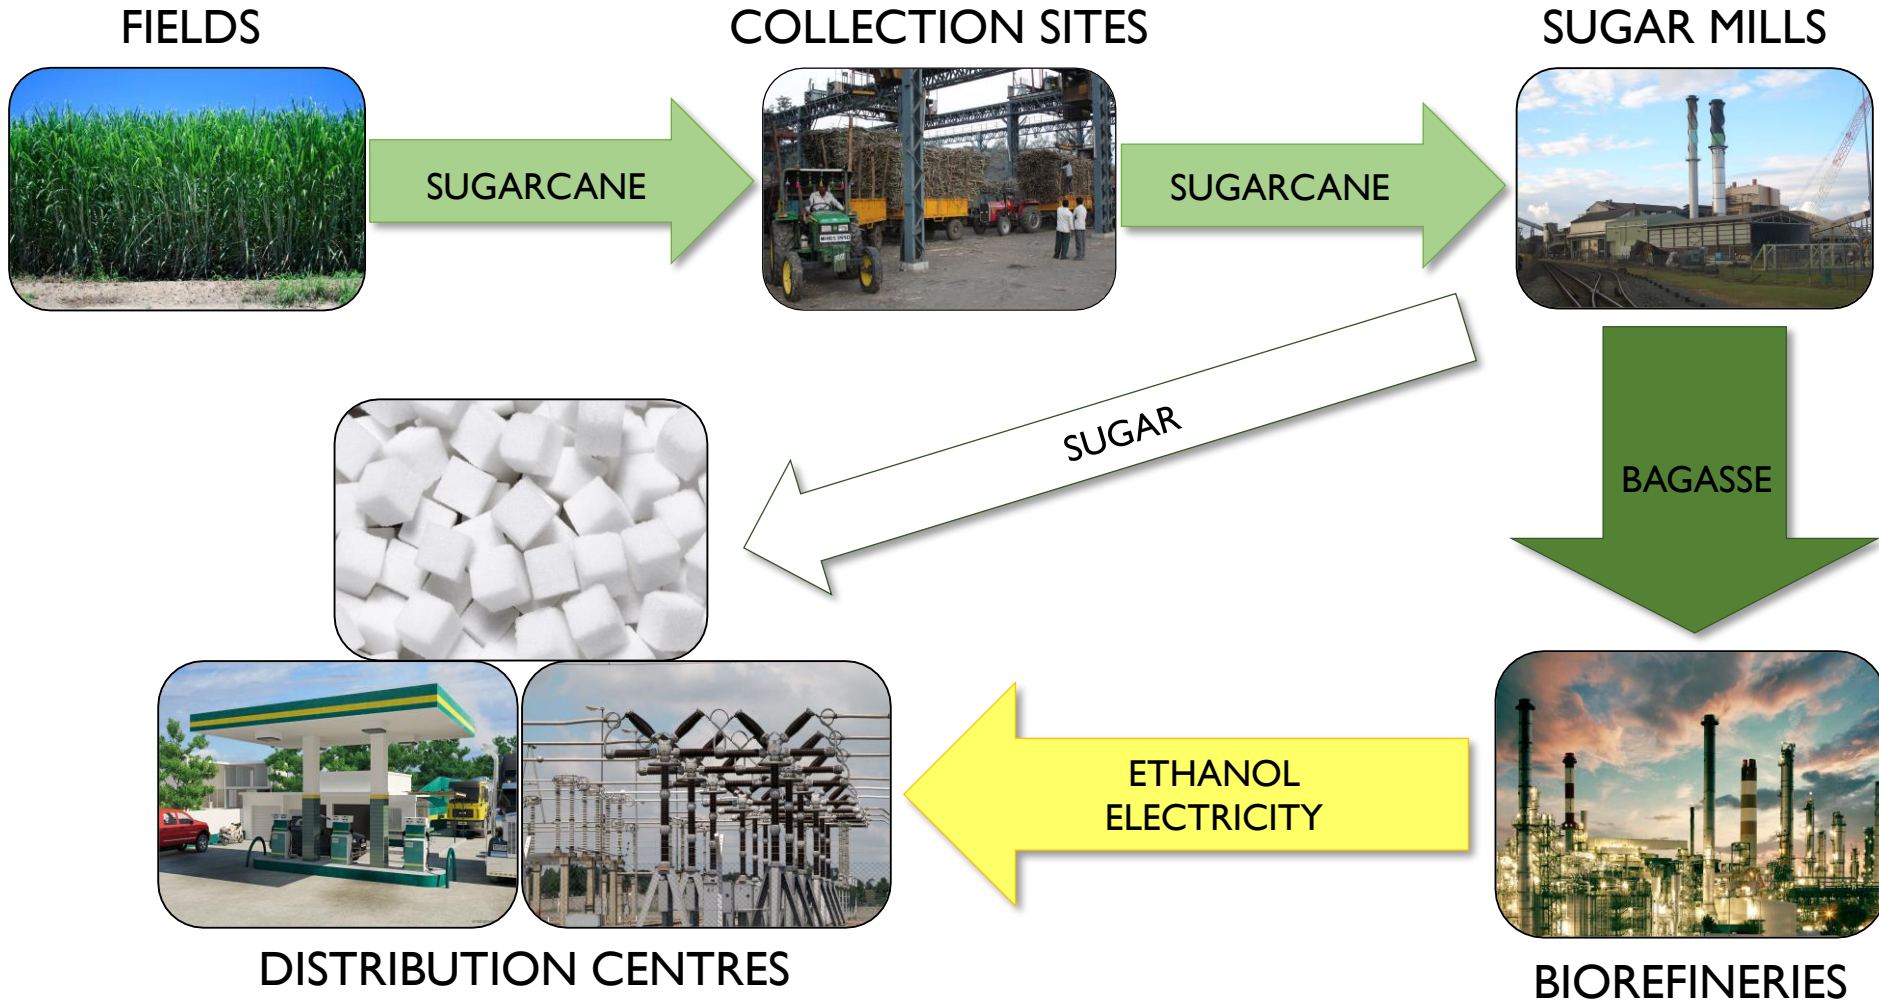 FIELDS
COLLECTION SITES
SUGAR MILLS
SUGARCANE
SUGARCANE
SUGAR
BAGASSE
ETHANOL
ELECTRICITY
DISTRIBUTION CENTRES
BIOREFINERIES